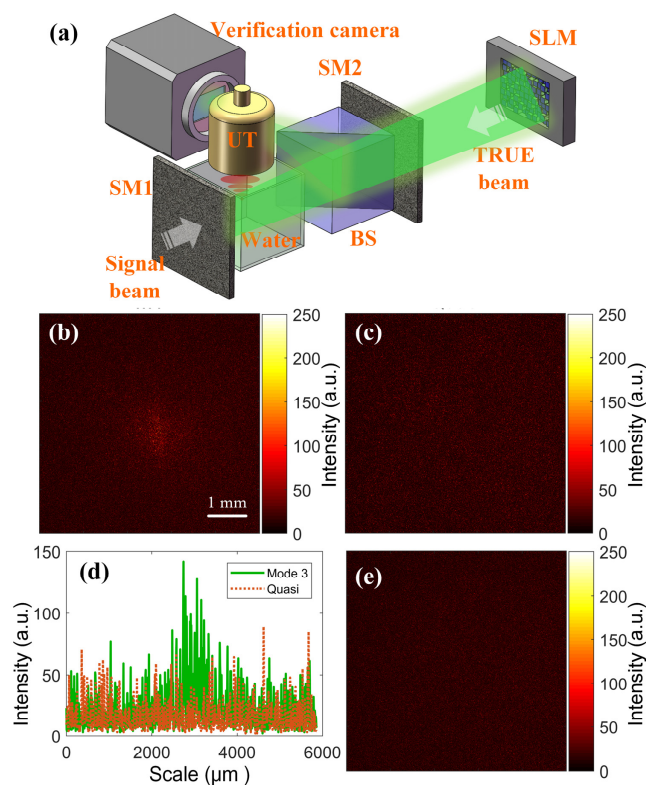 (a)
Verification camera
SLM
SM2
UT
TRUE
beam
SM1
Water
BS
Signal
beam
(b)
1 mm
250
200
150
100
50
0
Intensity (a.u.)
(c)
250
200
150
100
50
0
Intensity (a.u.)
(d)
Mode 3
Quasi
150
100
50
0
Intensity (a.u.)
0 2000 4000 6000
Scale (μm )
(e)
250
200
150
100
50
0
Intensity (a.u.)